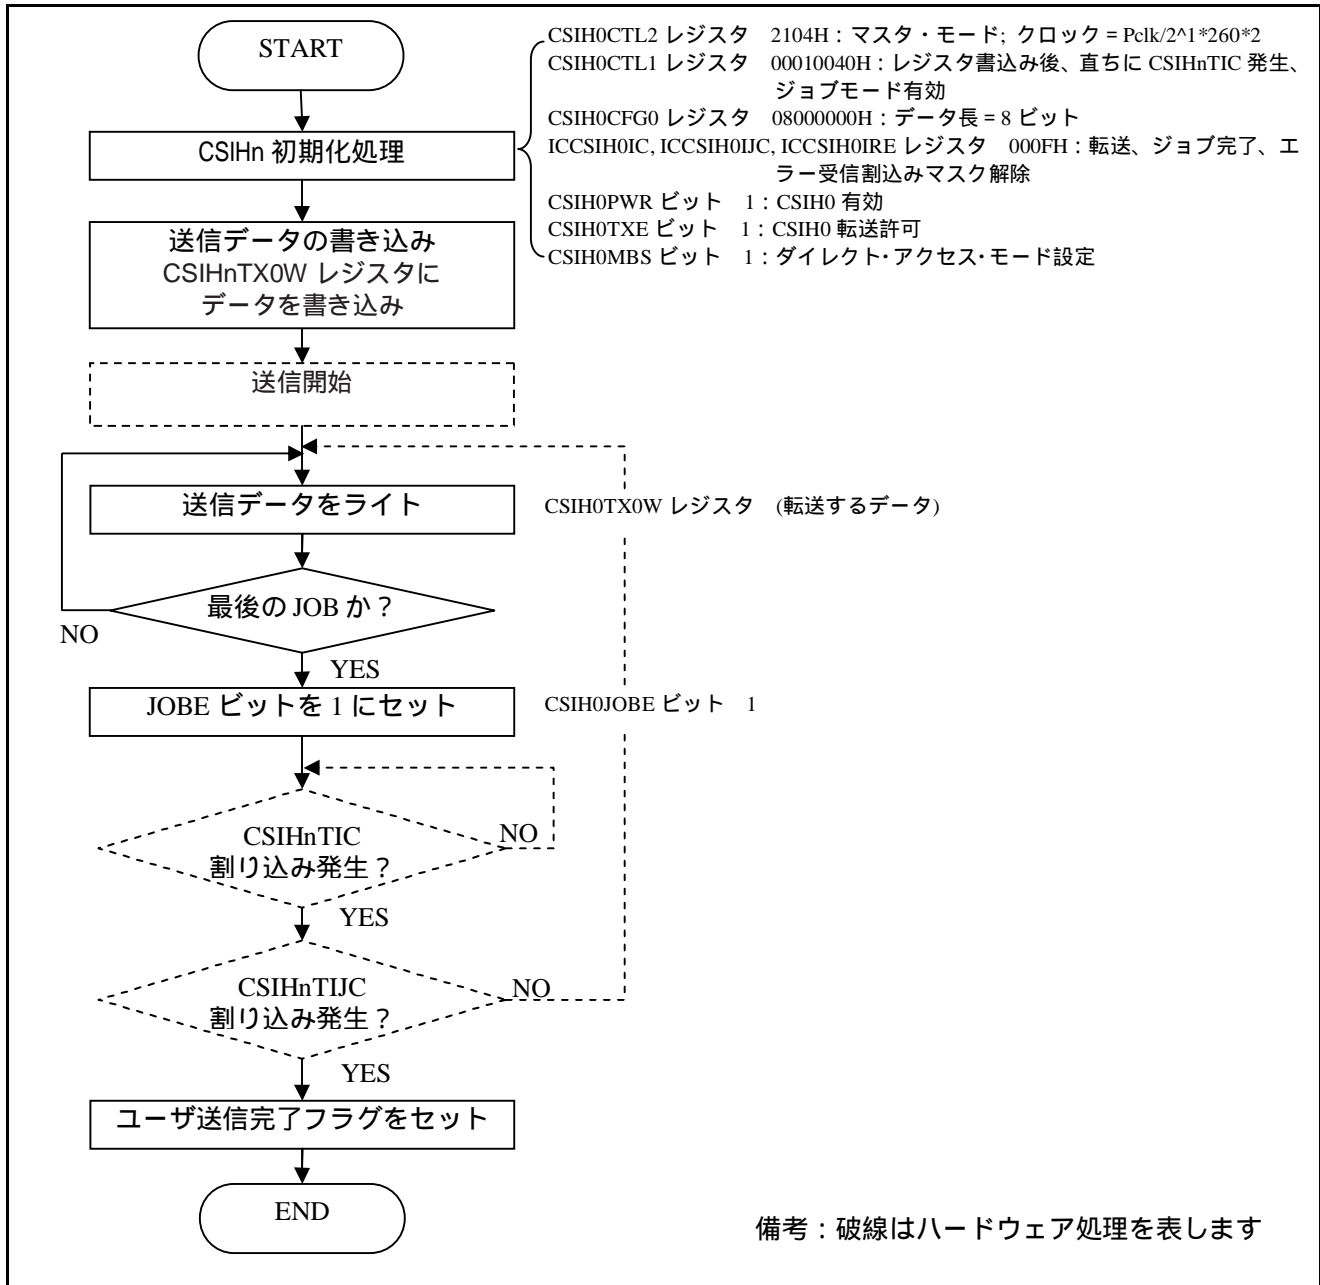 START
CSIHn 初期化処理
送信データの書き込み
CSIHnTX0W レジスタに
データを書き込み
送信開始
送信データをライト
最後の JOB か？
NO
YES
JOBE ビットを 1 にセット
CSIHnTIC
割り込み発生？
NO
YES
CSIHnTIJC
割り込み発生？
NO
YES
ユーザ送信完了フラグをセット
END
CSIH0CTL2 レジスタ　2104H：マスタ・モード; クロック = Pclk/2^1*260*2
CSIH0CTL1 レジスタ　00010040H：レジスタ書込み後、直ちに CSIHnTIC 発生、
ジョブモード有効
CSIH0CFG0 レジスタ　08000000H：データ長 = 8 ビット
ICCSIH0IC, ICCSIH0IJC, ICCSIH0IRE レジスタ　000FH：転送、ジョブ完了、エ
ラー受信割込みマスク解除
CSIH0PWR ビット　1：CSIH0 有効
CSIH0TXE ビット　1：CSIH0 転送許可
CSIH0MBS ビット　1：ダイレクト・アクセス・モード設定
CSIH0TX0W レジスタ　(転送するデータ)
CSIH0JOBE ビット　1
備考：破線はハードウェア処理を表します